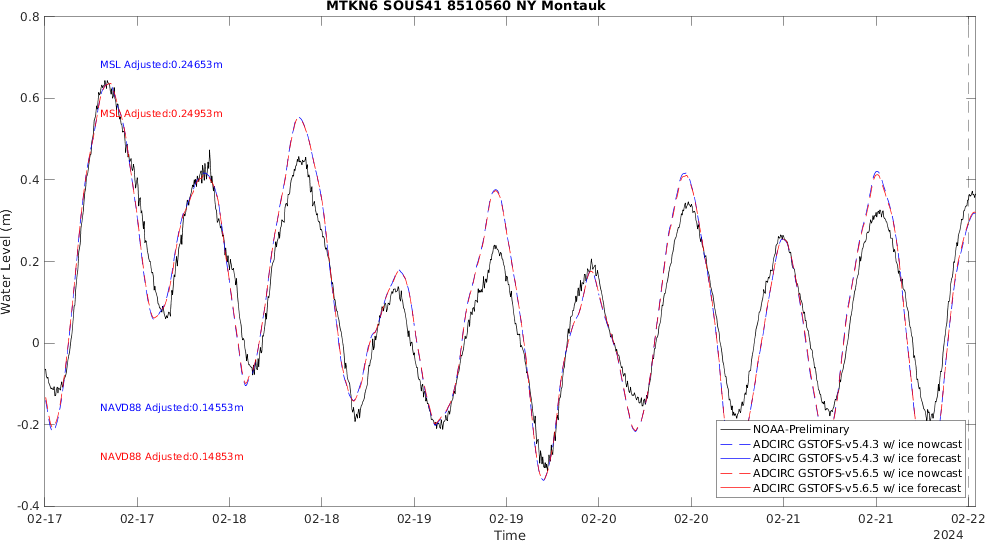 MTKN6 SOUS41 8510560 NY Montauk
0.8
MSL Adjusted:0.24653m
0.6
MSL Adjusted:0.24953m
0.4
0.2
Water Level (m)
0
NAVD88 Adjusted:0.14553m
-0.2
NAVD88 Adjusted:0.14853m
-0.4
NOAA-Preliminary
ADCIRC GSTOFS-v5.4.3 w/ ice nowcast
ADCIRC GSTOFS-v5.4.3 w/ ice forecast
ADCIRC GSTOFS-v5.6.5 w/ ice nowcast
ADCIRC GSTOFS-v5.6.5 w/ ice forecast
02-17 02-17 02-18 02-18 02-19 02-19 02-20 02-20 02-21 02-21 02-22
Time
2024